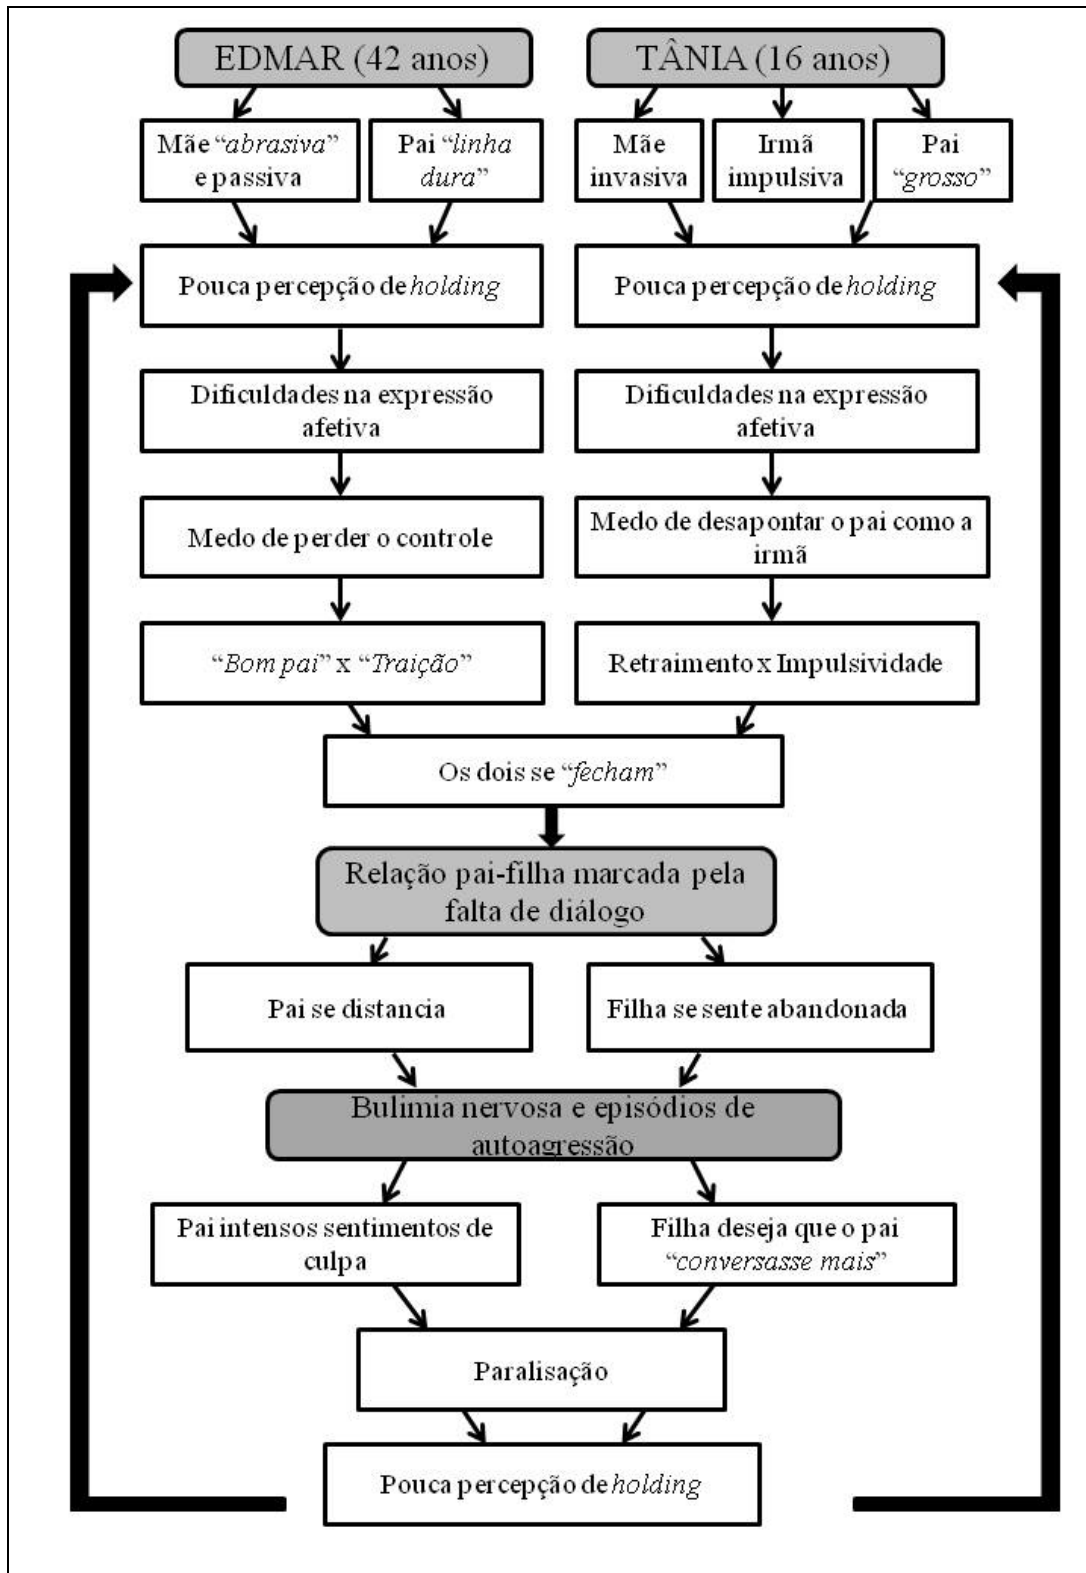 EDMAR (42 anos)
TÂNIA (16 anos)
Mãe “abrasiva”
e passiva
Pai “linha
dura”
Mãe
invasiva
Irmã
impulsiva
Pai
“grosso”
Pouca percepção de holding
Pouca percepção de holding
Dificuldades na expressão
afetiva
Dificuldades na expressão
afetiva
Medo de perder o controle
Medo de desapontar o pai como a
irmã
“Bom pai” x “Traição”
Retraimento x Impulsividade
Os dois se “fecham”
Relação pai-filha marcada pela
falta de diálogo
Pai se distancia
Filha se sente abandonada
Bulimia nervosa e episódios de
autoagressão
Pai intensos sentimentos de
culpa
Filha deseja que o pai
“conversasse mais”
Paralisação
Pouca percepção de holding